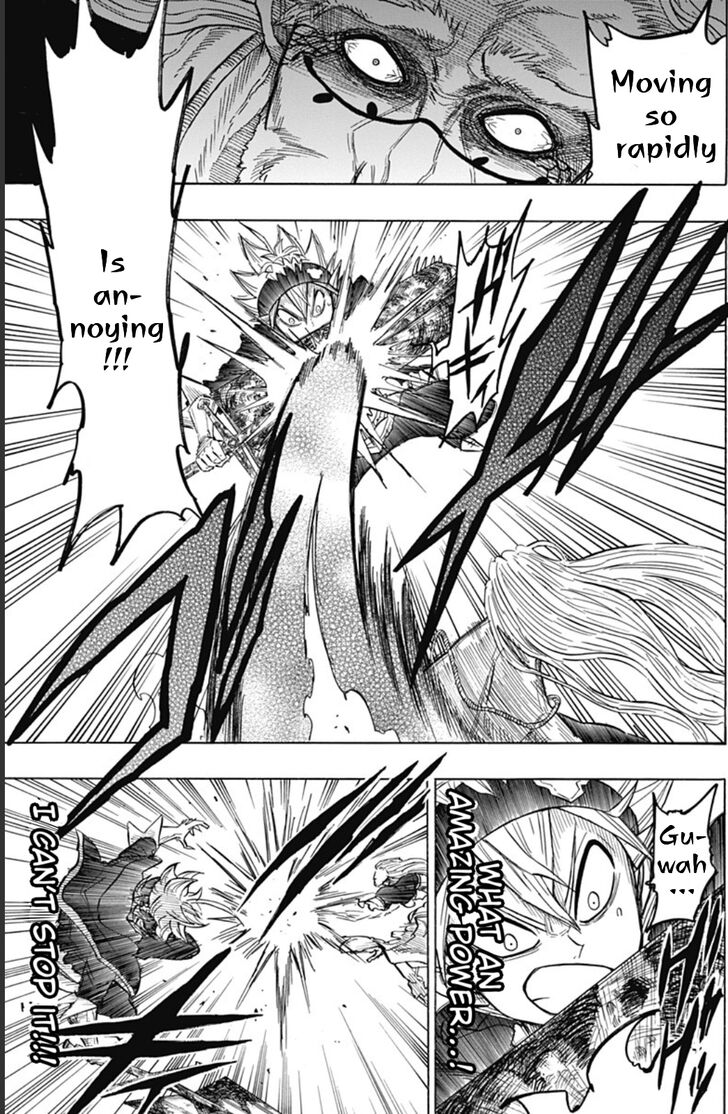 Moving
so
rapidly
Is
an-
noying
!!!
Gu-
wah
...
WHAT AN
AMAZING POWER...!
I CAN'T STOP IT!!!